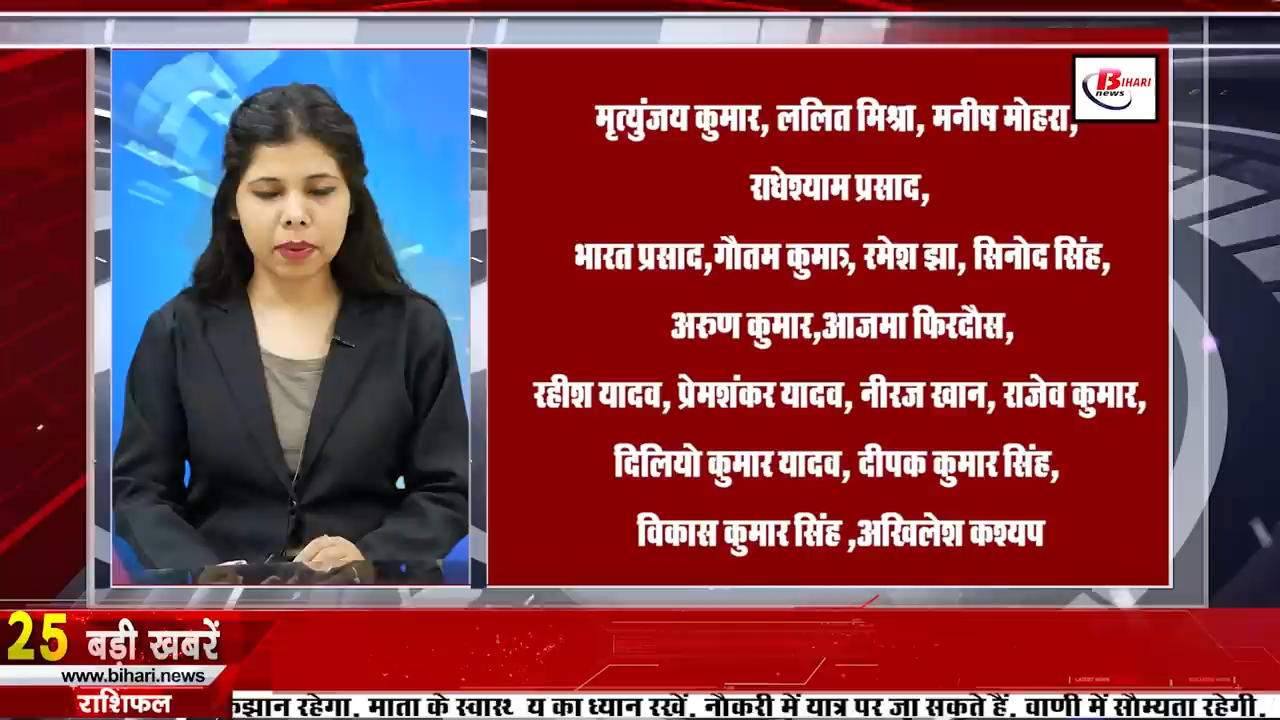 BIHARI
news
मृत्युंजय कुमार, ललित मिश्रा, मनीष मोहरा,
राधेश्याम प्रसाद,
भारत प्रसाद,गौतम कुमार, रमेश झा, सिनोद सिंह,
अरुण कुमार,आजमा फिरदौस,
रहीश यादव, प्रेमशंकर यादव, नीरज खान, राजेव कुमार,
दिलियो कुमार यादव, दीपक कुमार सिंह,
विकास कुमार सिंह ,अखिलेश कश्यप
25 बड़ी खबरें
www.bihari.news
राशिफल
रहेगा. माता के का ध्यान रखें. नौकरी में यात्र पर जा सकते हैं. वाणी में सौम्यता रहेगी.